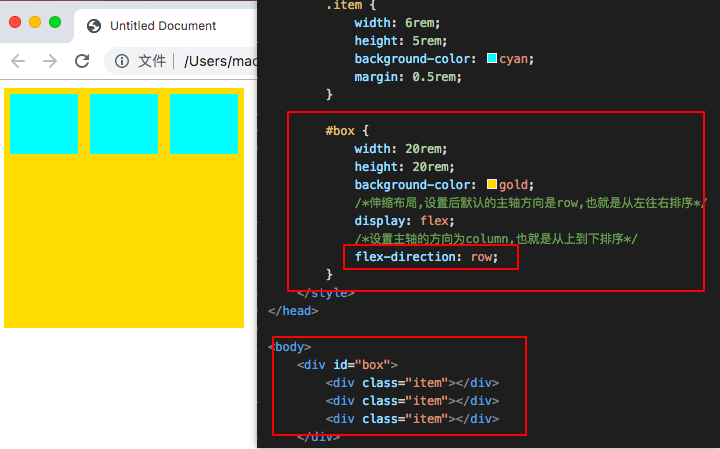 Untitled Document
文件 | /Users/mac
.item {
width: 6rem;
height: 5rem;
background-color: cyan;
margin: 0.5rem;
}
#box {
width: 20rem;
height: 20rem;
background-color: gold;
/*伸缩布局,设置后默认的主轴方向是row,也就是从左往右排序*/
display: flex;
/*设置主轴的方向为column,也就是从上到下排序*/
flex-direction: row;
}
</style>
</head>
<body>
<div id="box">
<div class="item"></div>
<div class="item"></div>
<div class="item"></div>
</div>